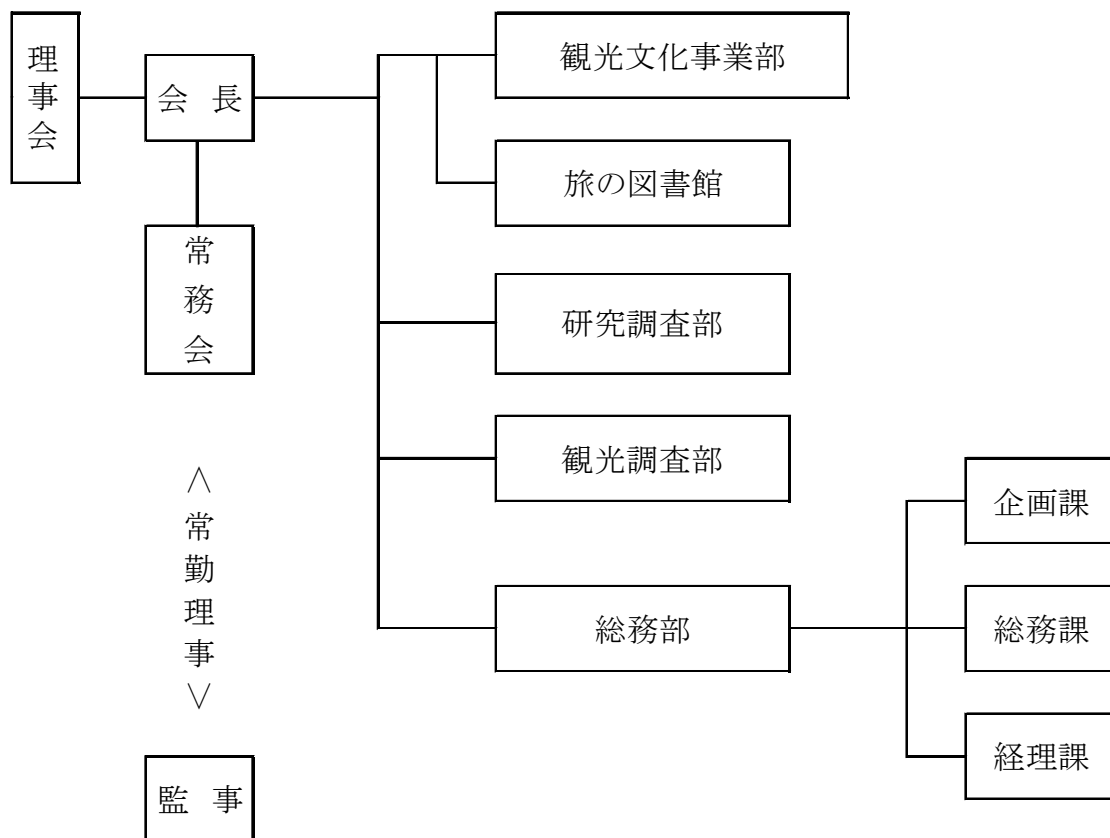 理事会
会長
常務会
<常勤理事>
監事
観光文化事業部
旅の図書館
研究調査部
観光調査部
総務部
企画課
総務課
経理課